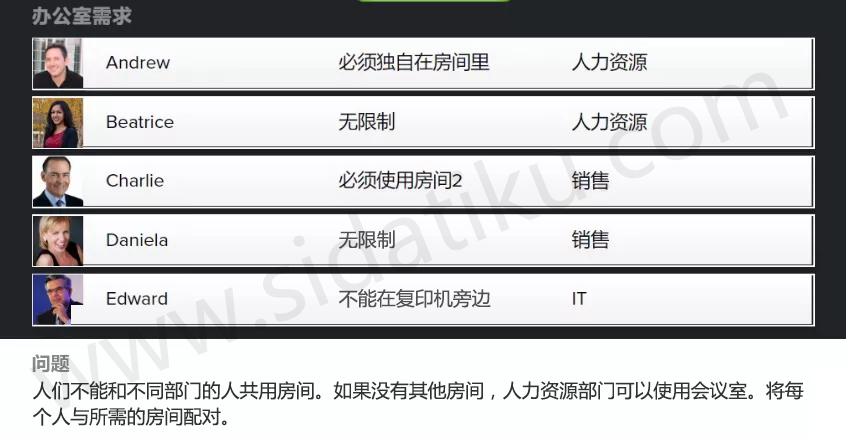 办公室需求
Andrew 必须独自在房间里 人力资源
Beatrice 无限制 人力资源
Charlie 必须使用房间2 销售
Daniela 无限制 销售
Edward 不能在复印机旁边 IT
www.sidatiku.com
问题
人们不能和不同部门的人共用房间。如果没有其他房间，人力资源部门可以使用会议室。将每
个人与所需的房间配对。